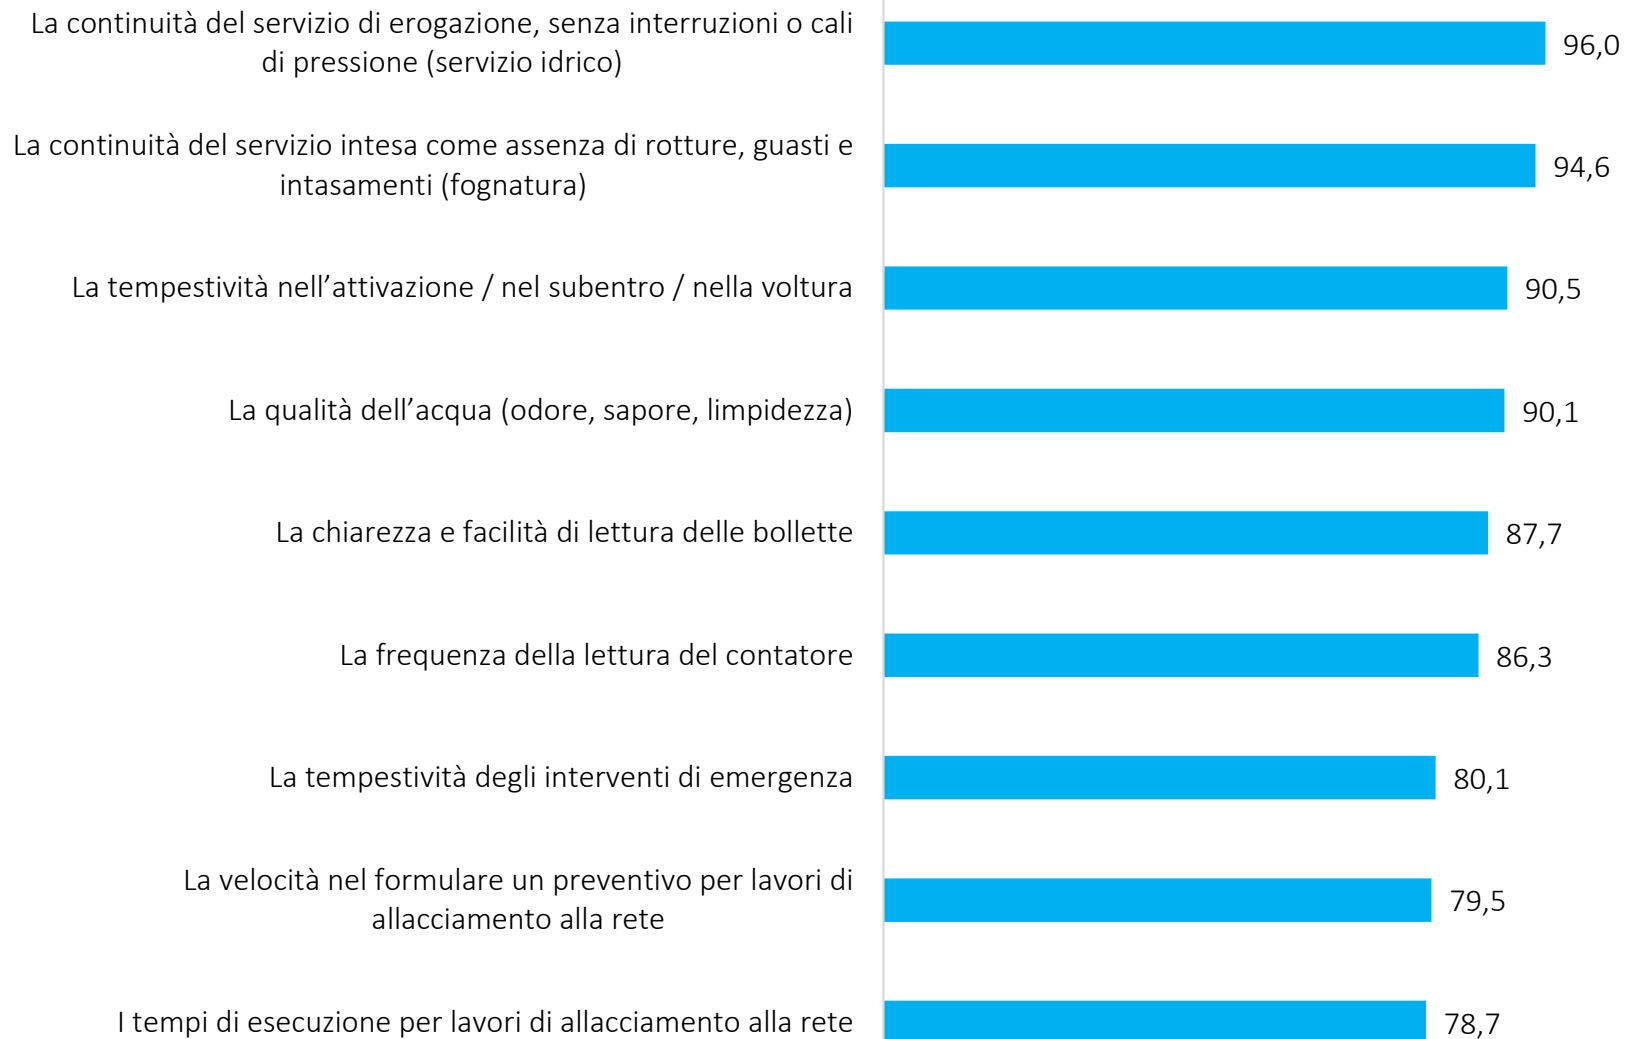 La continuità del servizio di erogazione, senza interruzioni o cali
di pressione (servizio idrico)
96,0
La continuità del servizio intesa come assenza di rotture, guasti e
intasamenti (fognatura)
94,6
La tempestività nell’attivazione / nel subentro / nella voltura
90,5
La qualità dell’acqua (odore, sapore, limpidezza)
90,1
La chiarezza e facilità di lettura delle bollette
87,7
La frequenza della lettura del contatore
86,3
La tempestività degli interventi di emergenza
80,1
La velocità nel formulare un preventivo per lavori di
allacciamento alla rete
79,5
I tempi di esecuzione per lavori di allacciamento alla rete
78,7